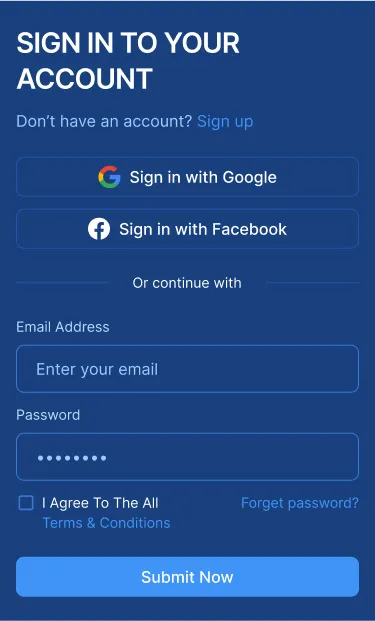 SIGN IN TO YOUR
ACCOUNT
Don’t have an account? Sign up
Sign in with Google
Sign in with Facebook
Or continue with
Email Address
Enter your email
Password
••••••••
I Agree To The All Forget password?
Terms & Conditions
Submit Now